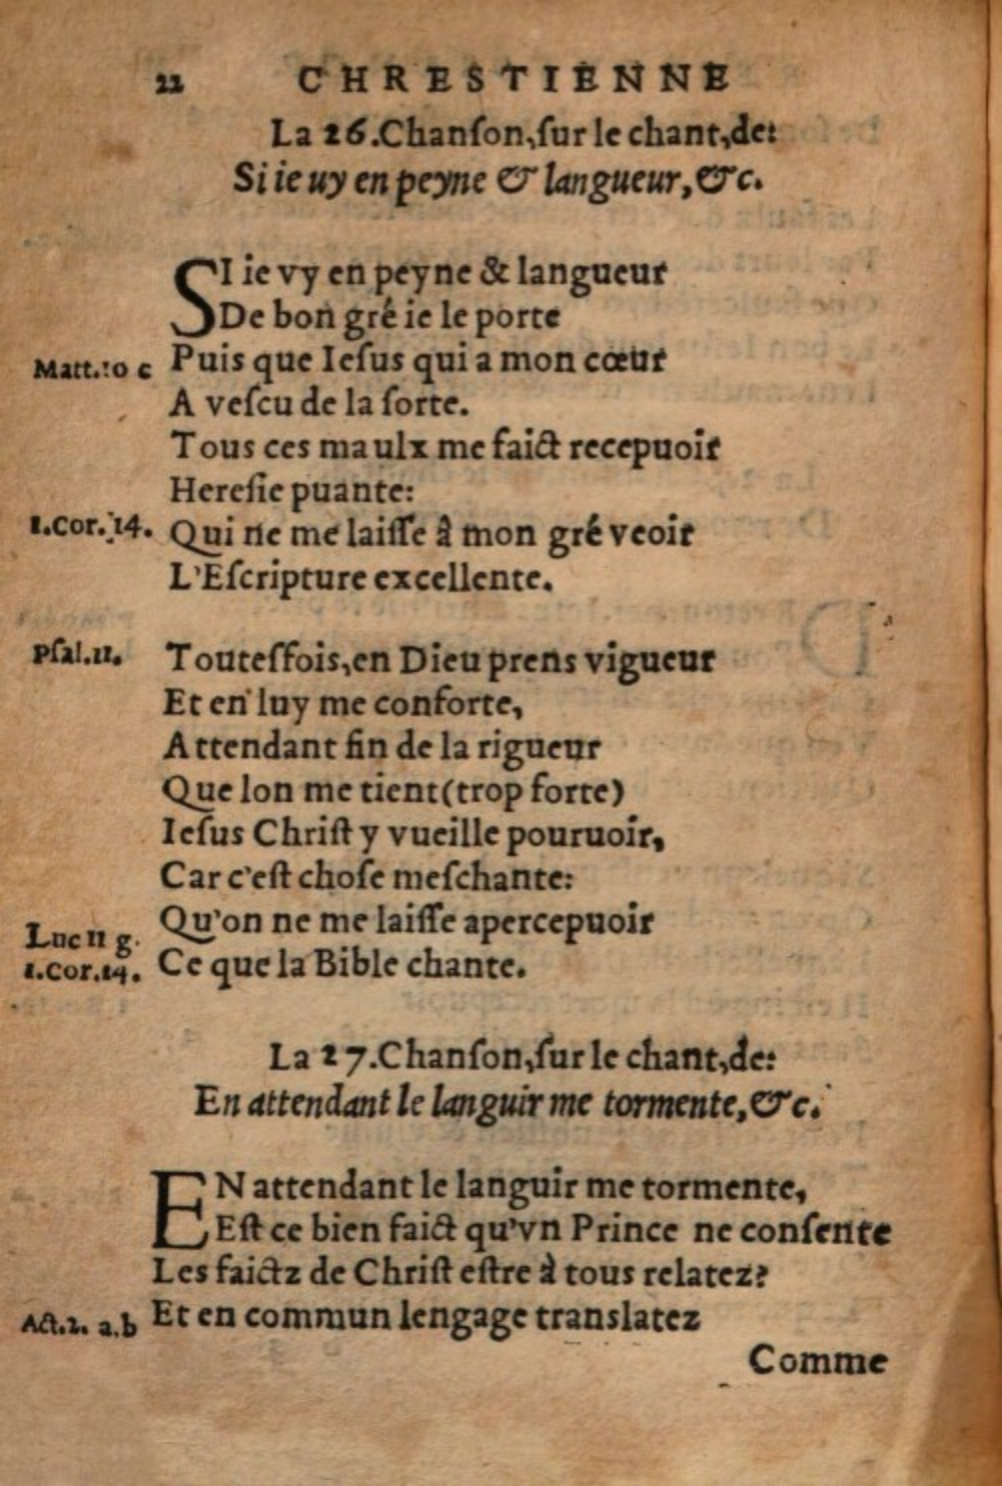 22 CHRESTIENNE
La 26.Chanſon,ſur le chant,de:
Si ie uy en peyne & langueur,&c.
SI ie vy en peyne & langueur
De bon gré ie le porte
Matt.10 c Puis que Ieſus qui a mon cœur
A veſcu de la ſorte.
Tous ces maulx me faict recepuoir
Hereſie puante:
1.Cor.14. Qui ne me laiſſe â mon gré veoir
L'Eſcripture excellente.
Pſal.11. Touteſfois,en Dieu prens vigueur
Et en luy me conforte,
Attendant fin de la rigueur
Que lon me tient(trop forte)
Ieſus Chriſt y vueille pouruoir,
Car c'eſt choſe meſchante:
Luc 11 g. Qu'on ne me laiſſe apercepuoir
1.Cor.14. Ce que la Bible chante.
La 27.Chanſon,ſur le chant,de:
En attendant le languir me tormente,&c.
EN attendant le languir me tormente,
Eſt ce bien faict qu'vn Prince ne conſente
Les faictz de Chriſt eſtre à tous relatez?
Act.2. a.b Et en commun lengage translatez
Comme